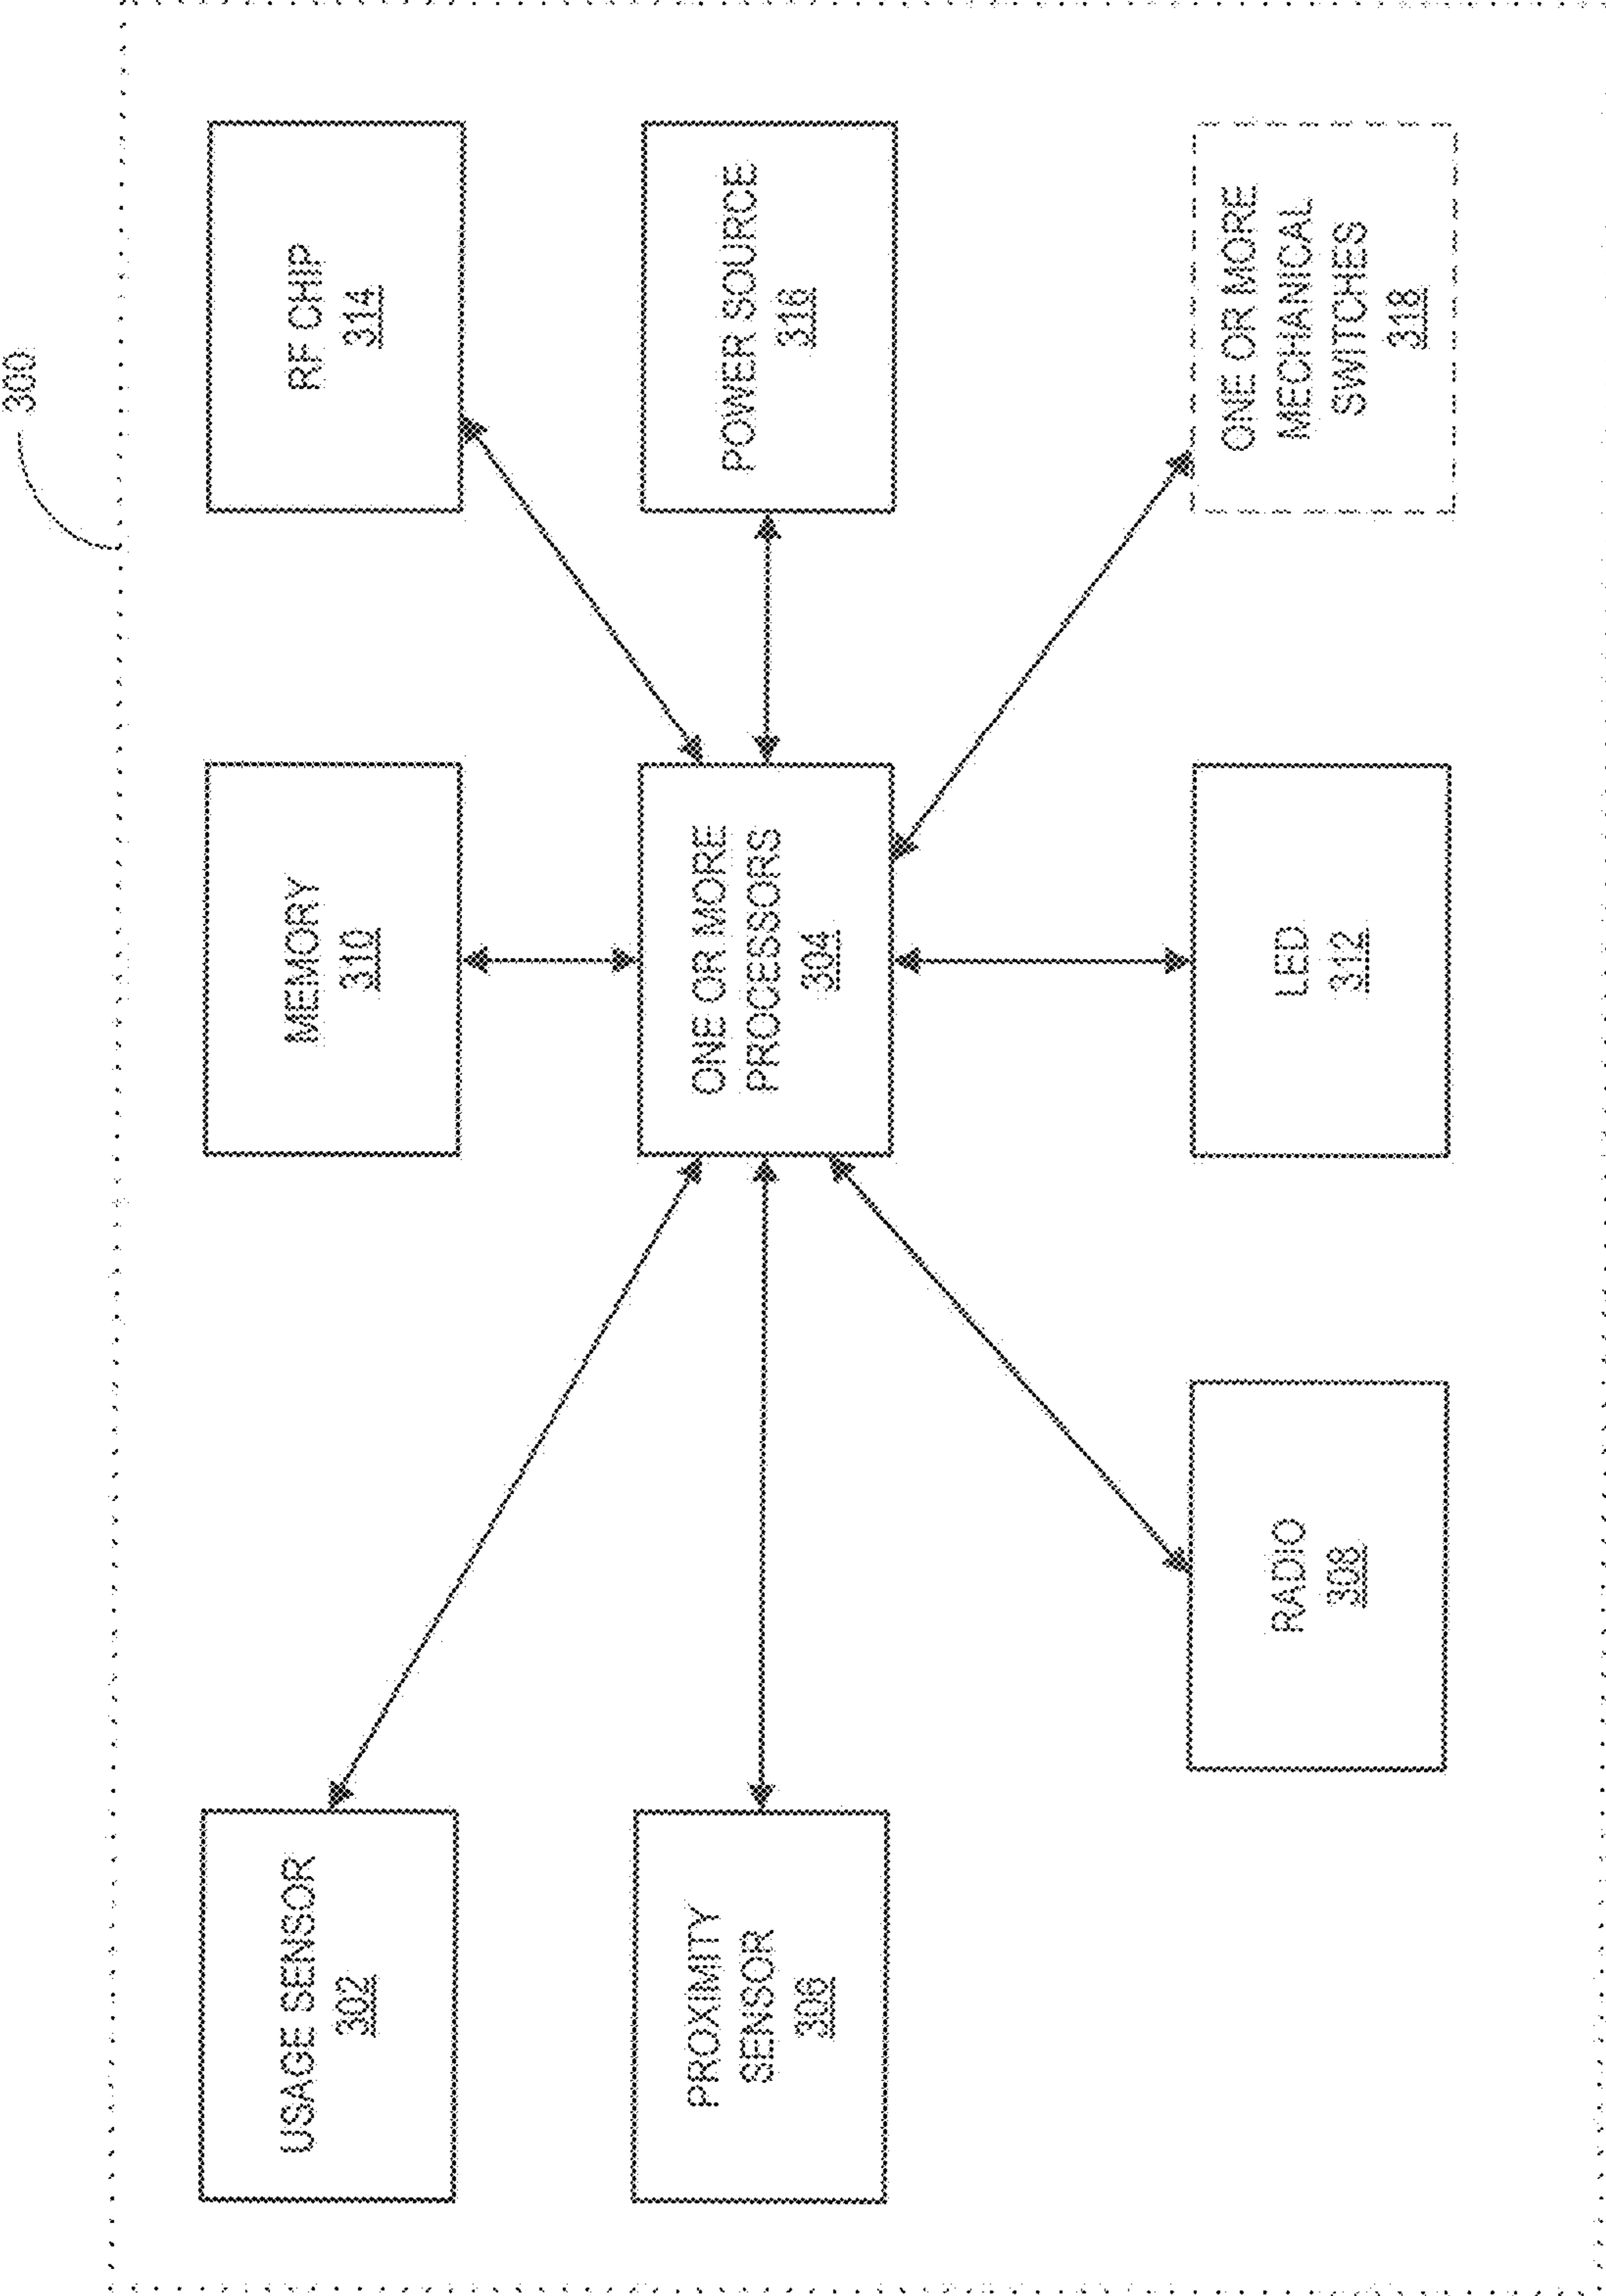 300
USAGE SENSOR
302
MEMORY
310
RF CHIP
314
PROXIMITY
SENSOR
306
ONE OR MORE
PROCESSORS
304
POWER SOURCE
316
RADIO
308
LED
312
ONE OR MORE
MECHANICAL
SWITCHES
318